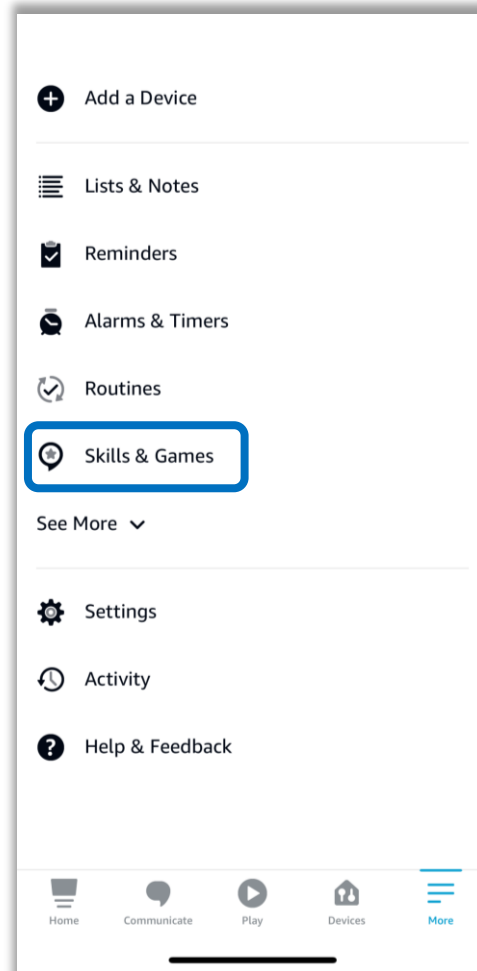 Add a Device
Lists & Notes
Reminders
Alarms & Timers
Routines
Skills & Games
See More
Settings
Activity
Help & Feedback
Home Communicate Play Devices More